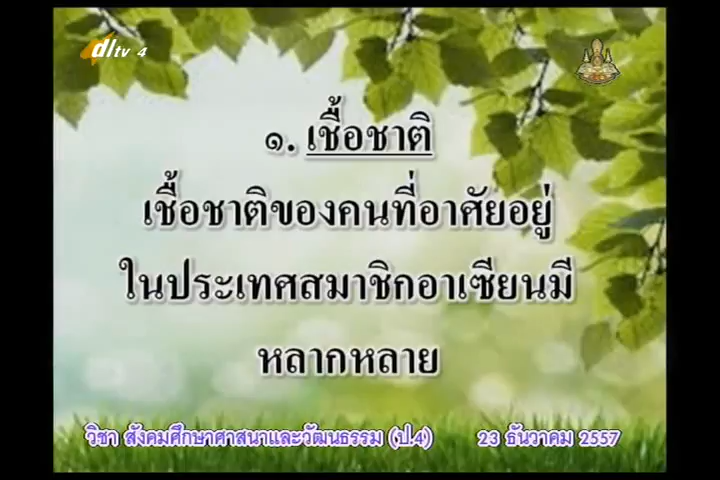 dltv 4
๑. เชื้อชาติ
เชื้อชาติของคนที่อาศัยอยู่
ในประเทศสมาชิกอาเซียนมี
หลากหลาย
วิชา สังคมศึกษาศาสนาและวัฒนธรรม (ป.4) 23 ธันวาคม 2557